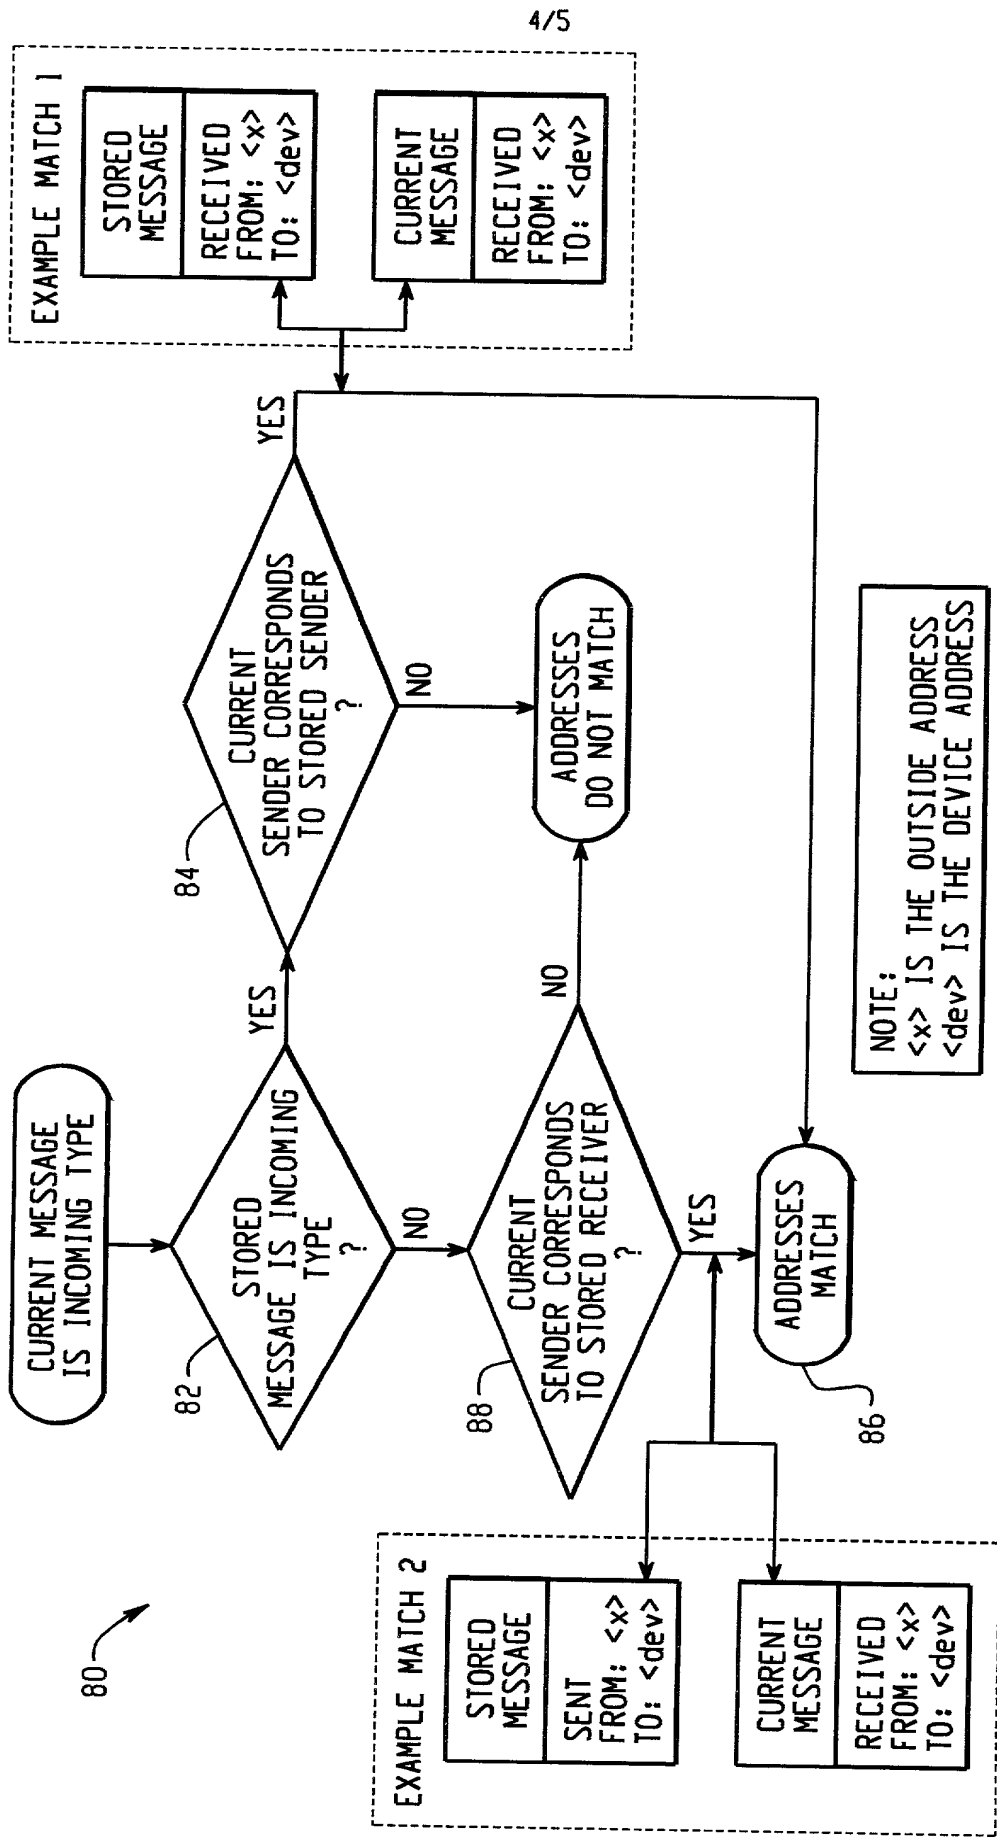 4/5
80
CURRENT MESSAGE
IS INCOMING TYPE
82
STORED
MESSAGE IS INCOMING
TYPE
?
YES
NO
84
CURRENT
SENDER CORRESPONDS
TO STORED SENDER
?
YES
NO
EXAMPLE MATCH 1
STORED
MESSAGE
RECEIVED
FROM: <x>
TO: <dev>
CURRENT
MESSAGE
RECEIVED
FROM: <x>
TO: <dev>
88
CURRENT
SENDER CORRESPONDS
TO STORED RECEIVER
?
NO
YES
ADDRESSES
DO NOT MATCH
EXAMPLE MATCH 2
STORED
MESSAGE
SENT
FROM: <x>
TO: <dev>
CURRENT
MESSAGE
RECEIVED
FROM: <x>
TO: <dev>
86
ADDRESSES
MATCH
NOTE:
<x> IS THE OUTSIDE ADDRESS
<dev> IS THE DEVICE ADDRESS